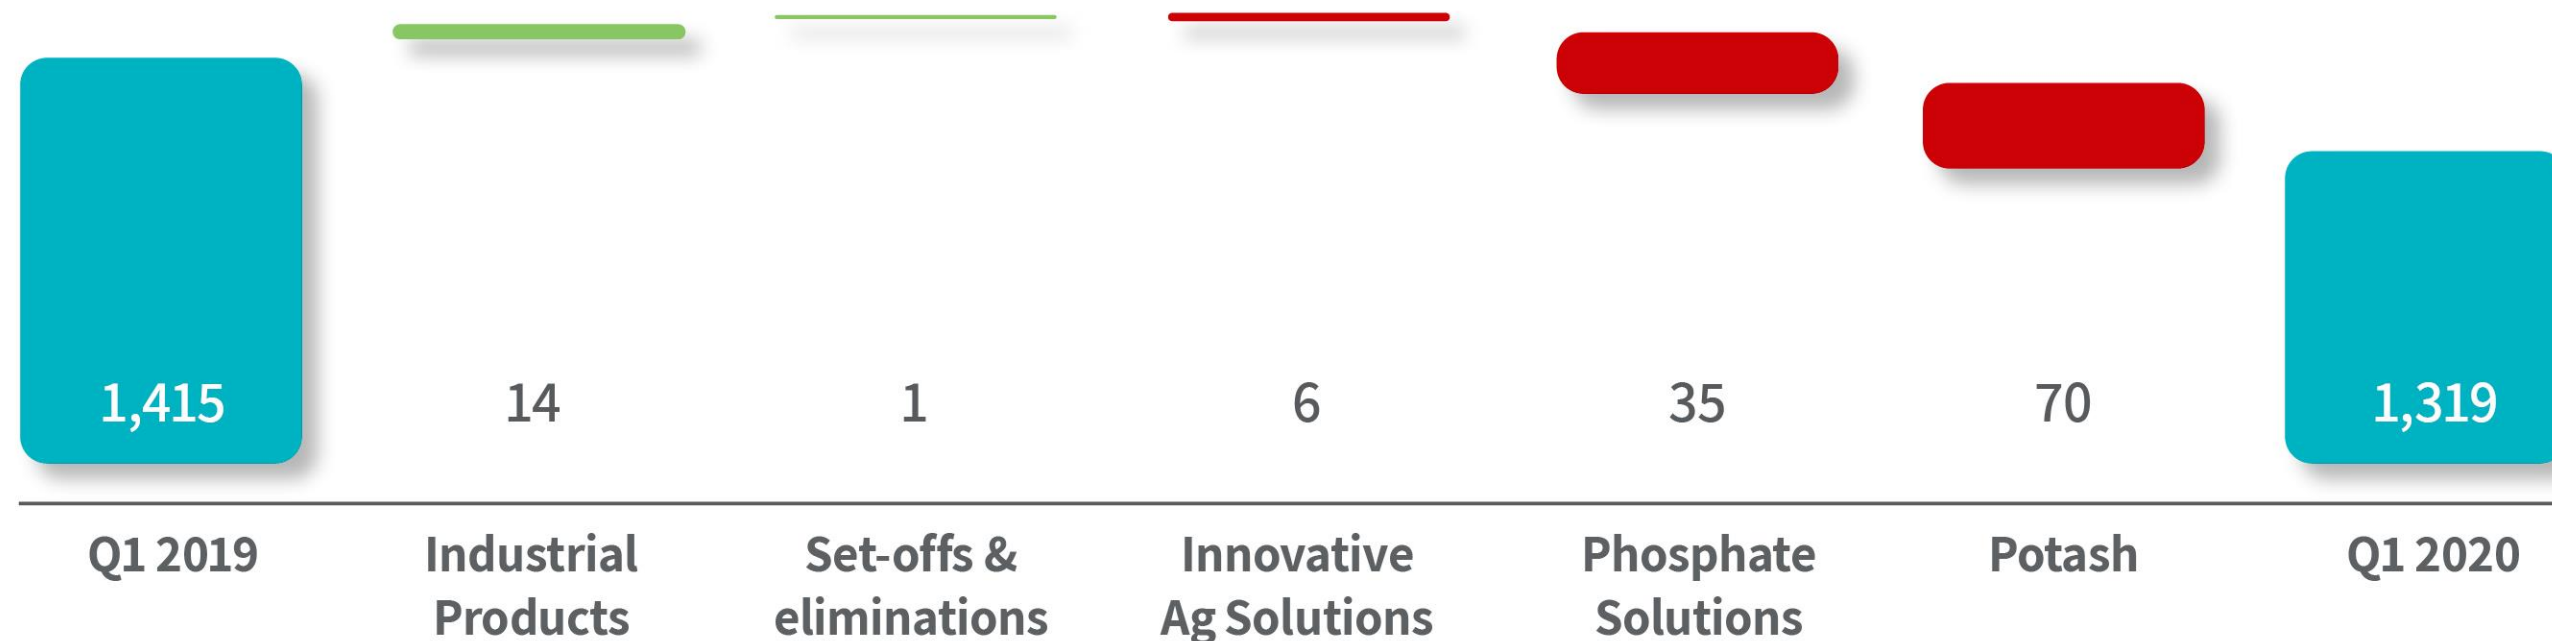 1,415 14 1 6 35 70 1,319
Q1 2019 Industrial Set-offs & Innovative Phosphate Potash Q1 2020
Products eliminations Ag Solutions Solutions